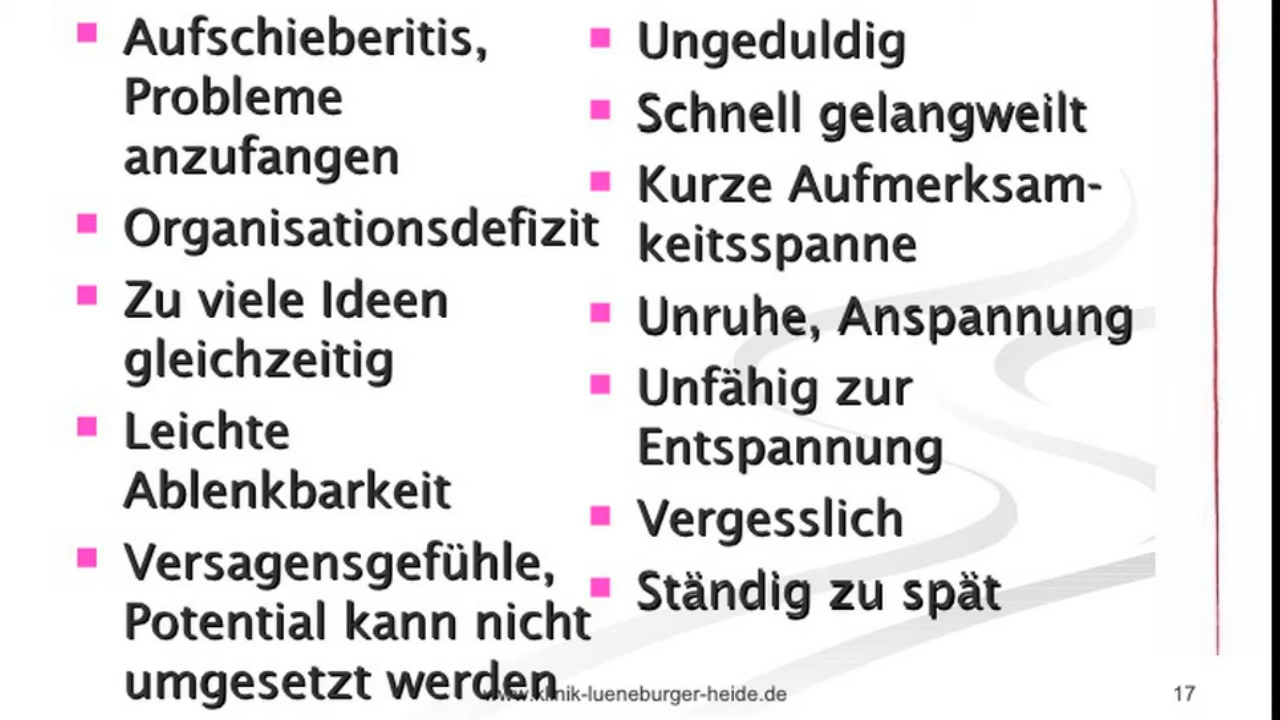 Aufschieberitis,
Probleme
anzufangen
Organisationsdefizit
Zu viele Ideen
gleichzeitig
Leichte
Ablenkbarkeit
Versagensgefühle,
Potential kann nicht
umgesetzt werden
Ungeduldig
Schnell gelangweilt
Kurze Aufmerksam-
keitsspanne
Unruhe, Anspannung
Unfähig zur
Entspannung
Vergesslich
Ständig zu spät
www.klinik-lueneburger-heide.de
17